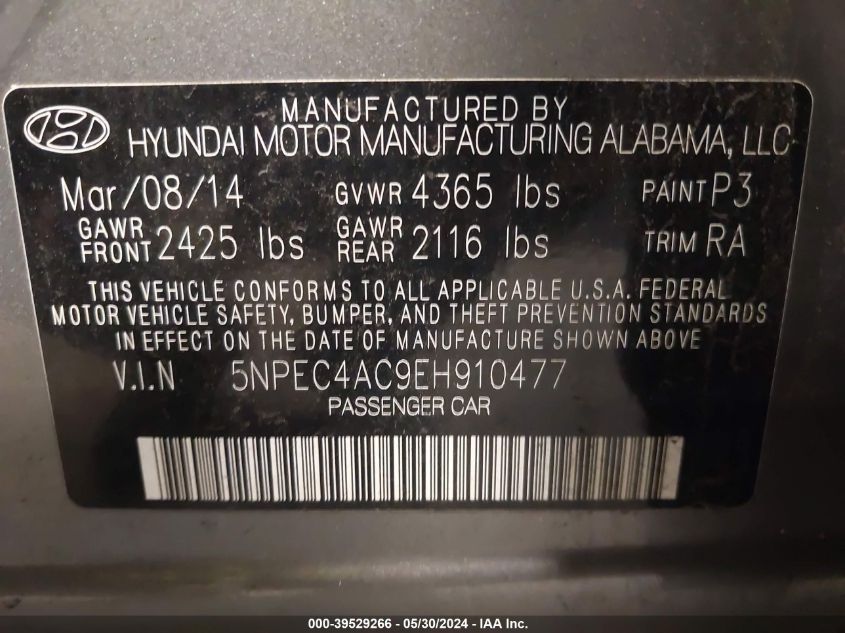 MANUFACTURED BY
HYUNDAI MOTOR MANUFACTURING ALABAMA, LLC
Mar/08/14 GVWR 4365 lbs PAINT P3
GAWR FRONT 2425 lbs GAWR REAR 2116 lbs TRIM RA
THIS VEHICLE CONFORMS TO ALL APPLICABLE U.S.A. FEDERAL
MOTOR VEHICLE SAFETY, BUMPER, AND THEFT PREVENTION STANDARDS
IN EFFECT ON THE DATE OF MANUFACTURE SHOWN ABOVE
V.I.N 5NPEC4AC9EH910477
PASSENGER CAR
000-39529266 - 05/30/2024 - IAA Inc.